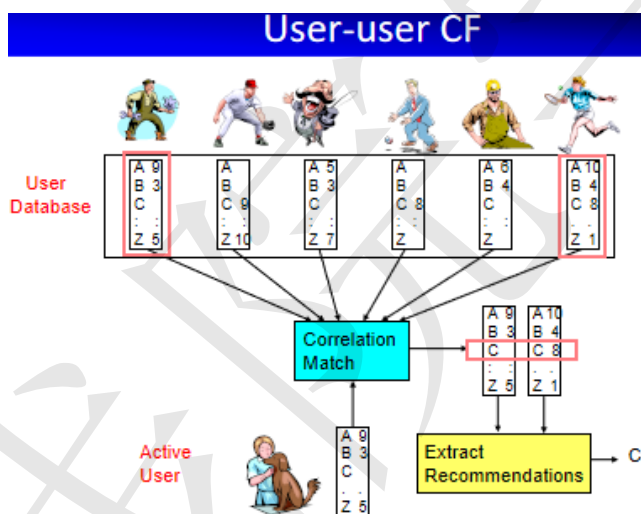 User-user CF
User
Database
A 9
B 3
C
: :
Z 5
A
B
C 9
: :
Z 10
A 5
B 3
C
: :
Z 7
A
B
C 8
. .
Z
A 6
B 4
C
: :
Z
A 10
B 4
C 8
. .
Z 1
Correlation
Match
A 9
B 3
C
: :
Z 5
A 10
B 4
C 8
. .
Z 1
Active
User
A 9
B 3
C
. .
Z 5
Extract
Recommendations
C